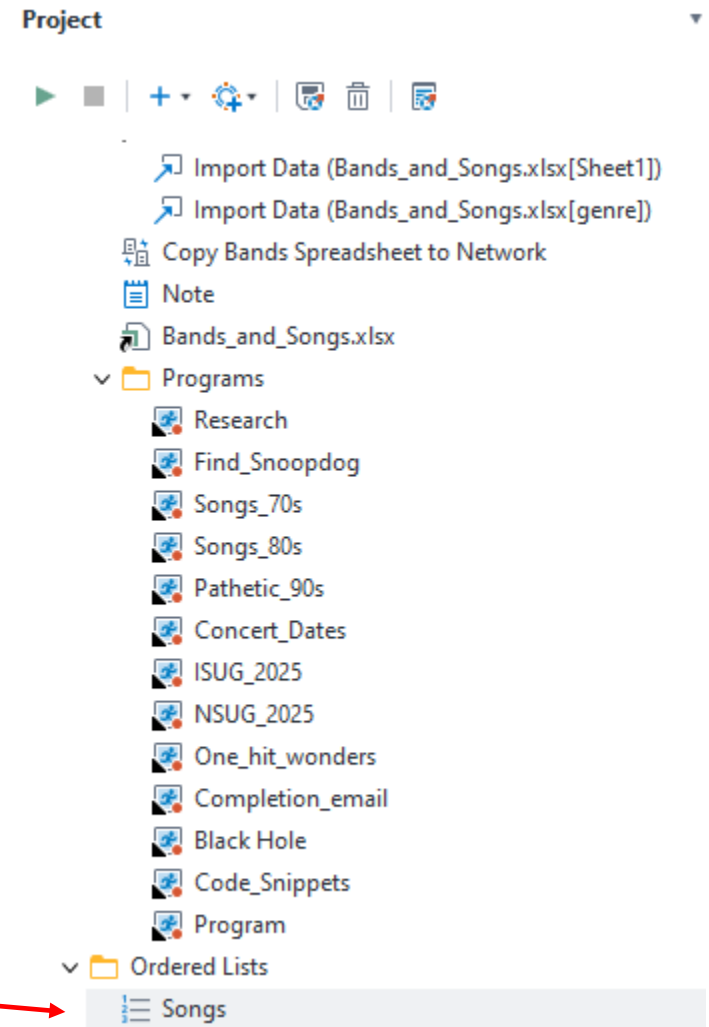 Project
Import Data (Bands_and_Songs.xlsx[Sheet1])
Import Data (Bands_and_Songs.xlsx[genre])
Copy Bands Spreadsheet to Network
Note
Bands_and_Songs.xlsx
Programs
Research
Find_Snoopdog
Songs_70s
Songs_80s
Pathetic_90s
Concert_Dates
ISUG_2025
NSUG_2025
One_hit_wonders
Completion_email
Black Hole
Code_Snippets
Program
Ordered Lists
Songs